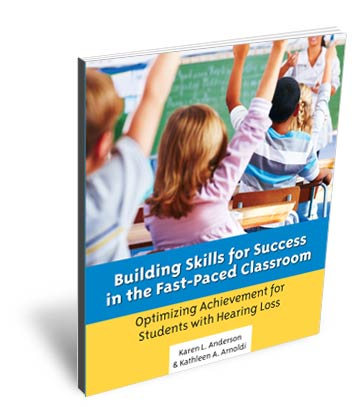 Building Skills for Success
in the Fast-Paced Classroom
Optimizing Achievement for
Students with Hearing Loss
Karen L. Anderson
& Kathleen A. Arnoldi